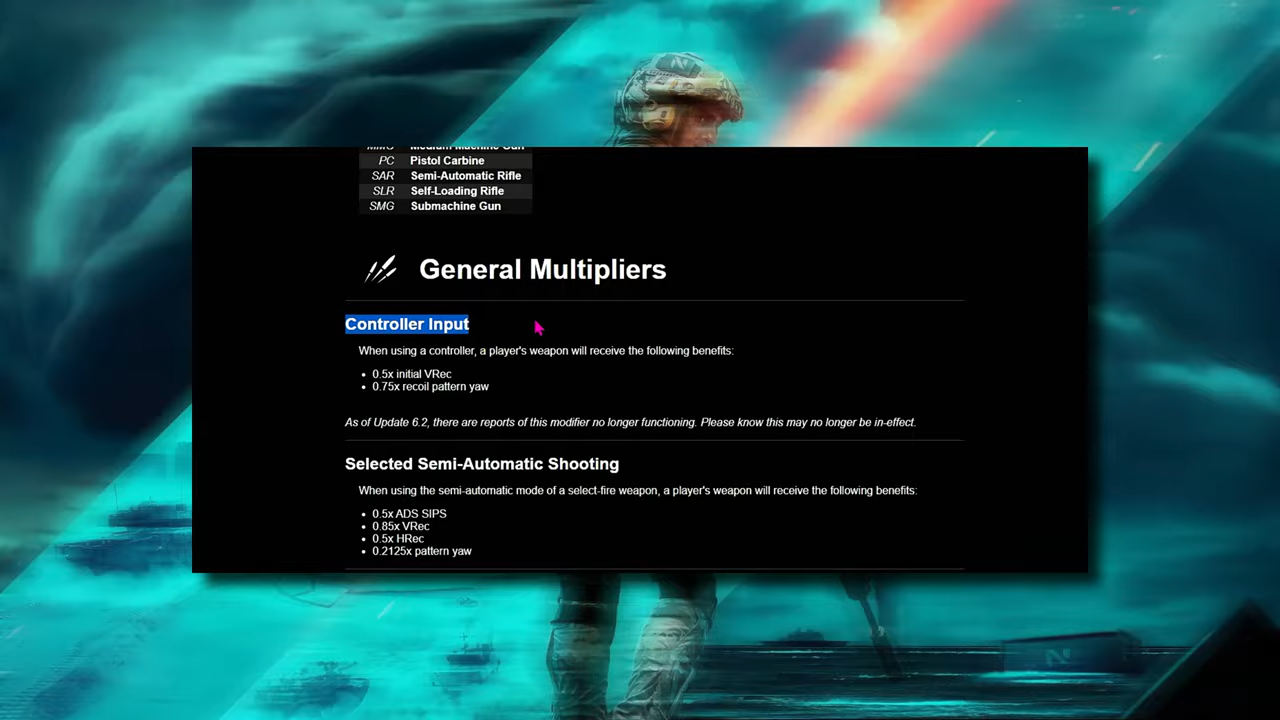 MMG Medium Machine Gun
PC Pistol Carbine
SAR Semi-Automatic Rifle
SLR Self-Loading Rifle
SMG Submachine Gun
General Multipliers
Controller Input
When using a controller, a player's weapon will receive the following benefits:
• 0.5x initial VRec
• 0.75x recoil pattern yaw
As of Update 6.2, there are reports of this modifier no longer functioning. Please know this may no longer be in-effect.
Selected Semi-Automatic Shooting
When using the semi-automatic mode of a select-fire weapon, a player's weapon will receive the following benefits:
• 0.5x ADS SIPS
• 0.85x VRec
• 0.5x HRec
• 0.2125x pattern yaw